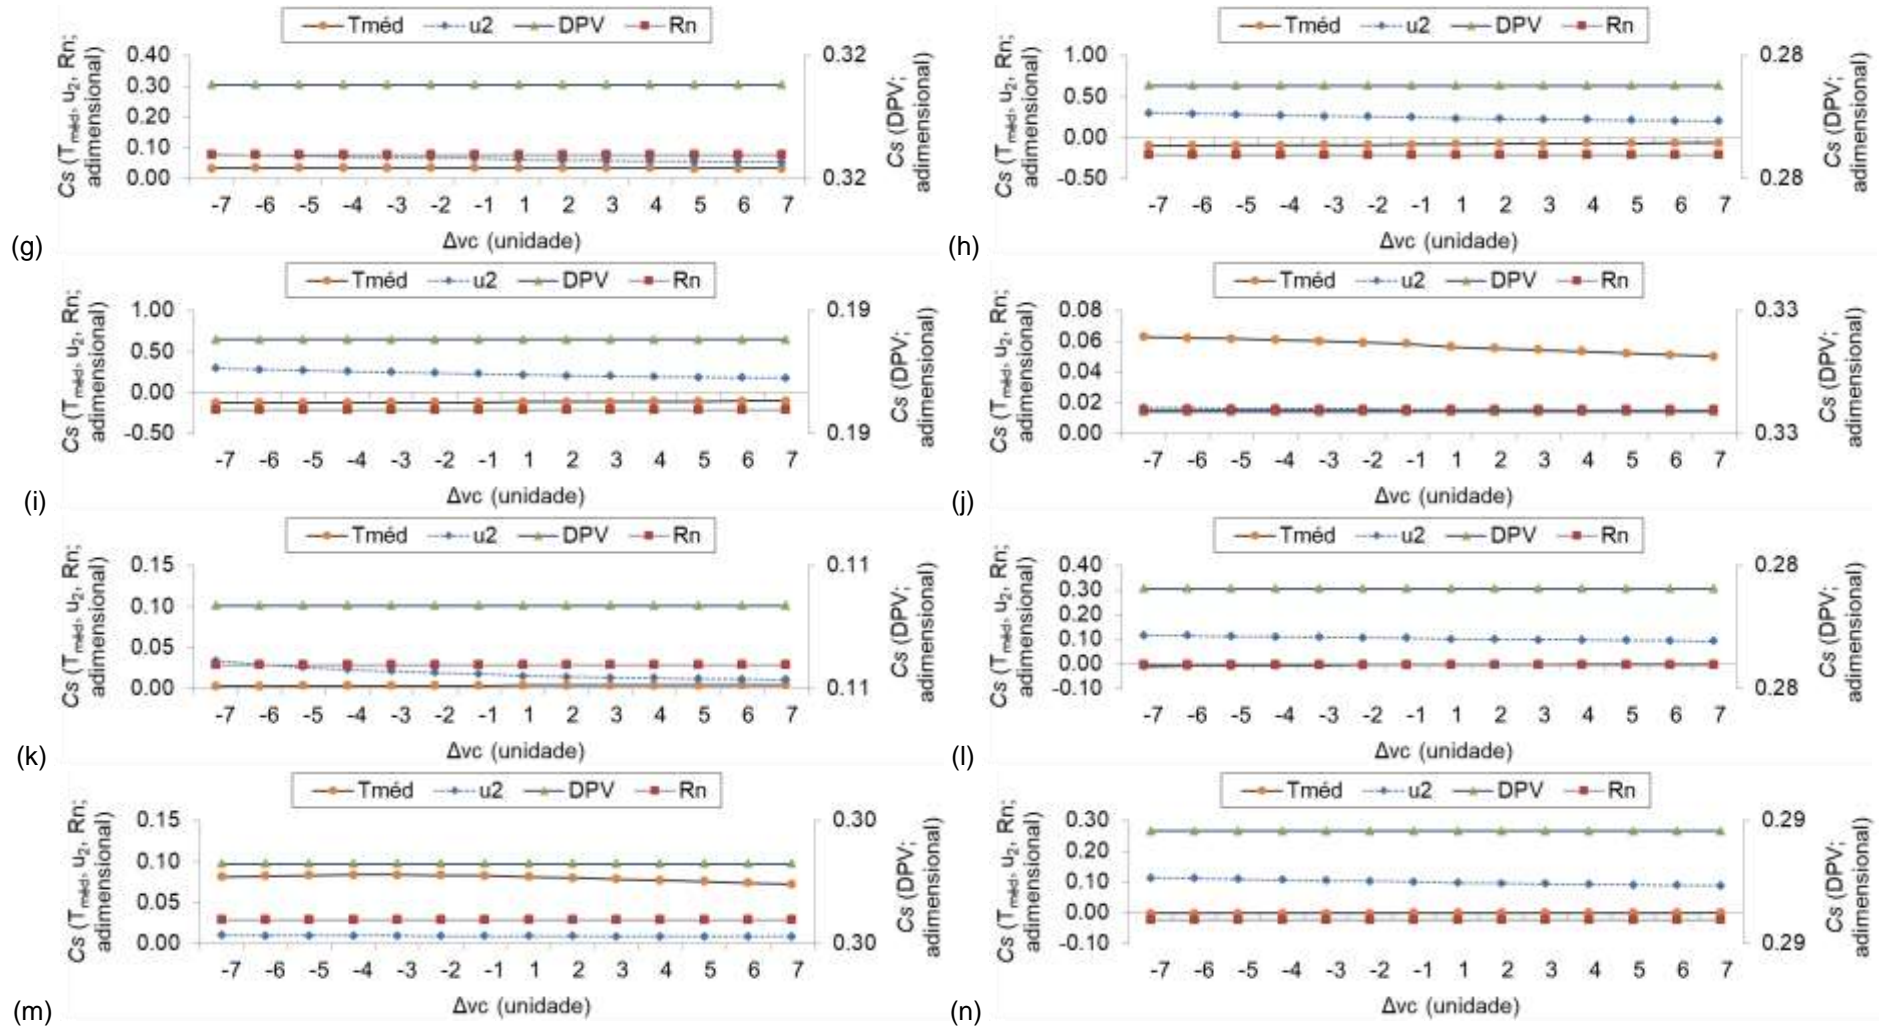 Tméd u2 DPV Rn
Cs (Tméd, u2, Rn; adimensional)
0.40
0.30
0.20
0.10
0.00
0.32
0.32
Cs (DPV; adimensional)
-7 -6 -5 -4 -3 -2 -1 1 2 3 4 5 6 7
Δvc (unidade)
(g)
Tméd u2 DPV Rn
Cs (Tméd, u2, Rn; adimensional)
1.00
0.50
0.00
-0.50
0.28
0.28
Cs (DPV; adimensional)
-7 -6 -5 -4 -3 -2 -1 1 2 3 4 5 6 7
Δvc (unidade)
(h)
Tméd u2 DPV Rn
Cs (Tméd, u2, Rn; adimensional)
1.00
0.50
0.00
-0.50
0.19
0.19
Cs (DPV; adimensional)
-7 -6 -5 -4 -3 -2 -1 1 2 3 4 5 6 7
Δvc (unidade)
(i)
Tméd u2 DPV Rn
Cs (Tméd, u2, Rn; adimensional)
0.08
0.06
0.04
0.02
0.00
0.33
0.33
Cs (DPV; adimensional)
-7 -6 -5 -4 -3 -2 -1 1 2 3 4 5 6 7
Δvc (unidade)
(j)
Tméd u2 DPV Rn
Cs (Tméd, u2, Rn; adimensional)
0.15
0.10
0.05
0.00
0.11
0.11
Cs (DPV; adimensional)
-7 -6 -5 -4 -3 -2 -1 1 2 3 4 5 6 7
Δvc (unidade)
(k)
Tméd u2 DPV Rn
Cs (Tméd, u2, Rn; adimensional)
0.40
0.30
0.20
0.10
0.00
-0.10
0.28
0.28
Cs (DPV; adimensional)
-7 -6 -5 -4 -3 -2 -1 1 2 3 4 5 6 7
Δvc (unidade)
(l)
Tméd u2 DPV Rn
Cs (Tméd, u2, Rn; adimensional)
0.15
0.10
0.05
0.00
0.30
0.30
Cs (DPV; adimensional)
-7 -6 -5 -4 -3 -2 -1 1 2 3 4 5 6 7
Δvc (unidade)
(m)
Tméd u2 DPV Rn
Cs (Tméd, u2, Rn; adimensional)
0.30
0.20
0.10
0.00
-0.10
0.29
0.29
Cs (DPV; adimensional)
-7 -6 -5 -4 -3 -2 -1 1 2 3 4 5 6 7
Δvc (unidade)
(n)